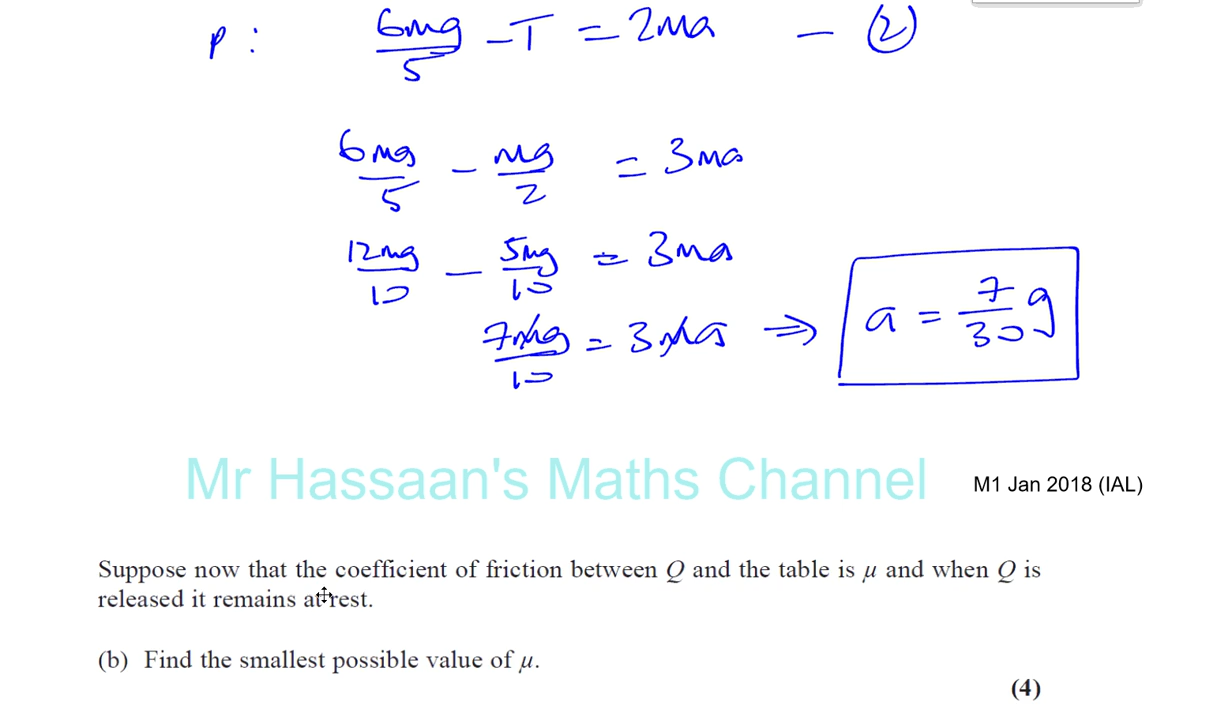 P : 6mg/5 - T = 2ma — (2)
6mg/5 - mg/2 = 3ma
12mg/10 - 5mg/10 = 3ma
7mg/10 = 3ma ⇒ a = 7/30 g
Mr Hassaan's Maths Channel
M1 Jan 2018 (IAL)
Suppose now that the coefficient of friction between Q and the table is μ and when Q is
released it remains at rest.
(b) Find the smallest possible value of μ.
(4)